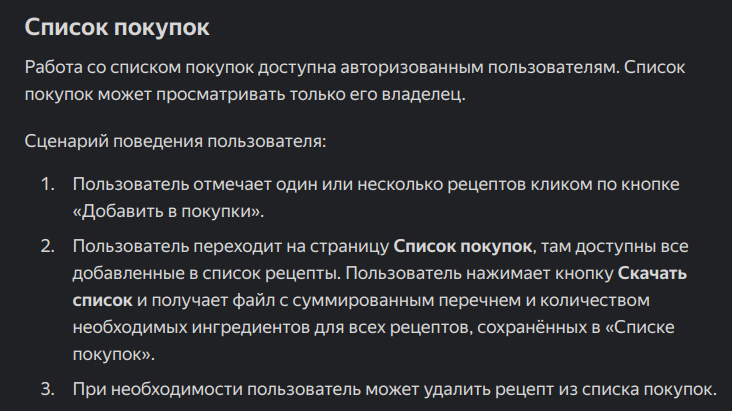 Список покупок
Работа со списком покупок доступна авторизованным пользователям. Список
покупок может просматривать только его владелец.
Сценарий поведения пользователя:
1. Пользователь отмечает один или несколько рецептов кликом по кнопке
«Добавить в покупки».
2. Пользователь переходит на страницу Список покупок, там доступны все
добавленные в список рецепты. Пользователь нажимает кнопку Скачать
список и получает файл с суммированным перечнем и количеством
необходимых ингредиентов для всех рецептов, сохранённых в «Списке
покупок».
3. При необходимости пользователь может удалить рецепт из списка покупок.